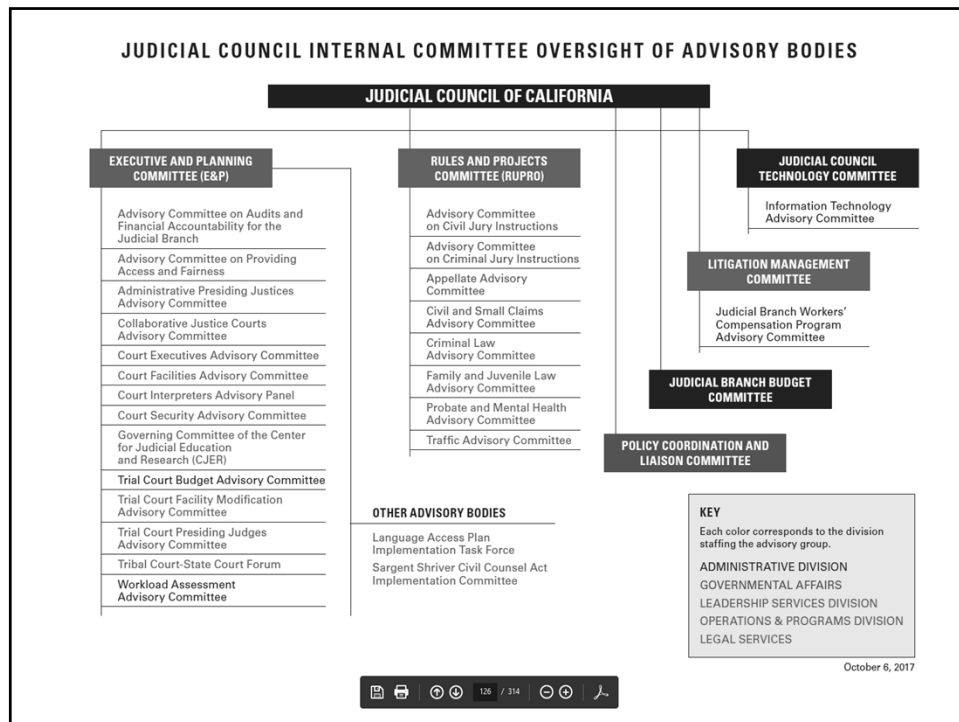 JUDICIAL COUNCIL INTERNAL COMMITTEE OVERSIGHT OF ADVISORY BODIES
JUDICIAL COUNCIL OF CALIFORNIA
EXECUTIVE AND PLANNING
COMMITTEE (E&P)
Advisory Committee on Audits and
Financial Accountability for the
Judicial Branch
Advisory Committee on Providing
Access and Fairness
Administrative Presiding Justices
Advisory Committee
Collaborative Justice Courts
Advisory Committee
Court Executives Advisory Committee
Court Facilities Advisory Committee
Court Interpreters Advisory Panel
Court Security Advisory Committee
Governing Committee of the Center
for Judicial Education
and Research (CJER)
Trial Court Budget Advisory Committee
Trial Court Facility Modification
Advisory Committee
Trial Court Presiding Judges
Advisory Committee
Tribal Court-State Court Forum
Workload Assessment
Advisory Committee
OTHER ADVISORY BODIES
Language Access Plan
Implementation Task Force
Sargent Shriver Civil Counsel Act
Implementation Committee
RULES AND PROJECTS
COMMITTEE (RUPRO)
Advisory Committee
on Civil Jury Instructions
Advisory Committee
on Criminal Jury Instructions
Appellate Advisory
Committee
Civil and Small Claims
Advisory Committee
Criminal Law
Advisory Committee
Family and Juvenile Law
Advisory Committee
Probate and Mental Health
Advisory Committee
Traffic Advisory Committee
JUDICIAL COUNCIL
TECHNOLOGY COMMITTEE
Information Technology
Advisory Committee
LITIGATION MANAGEMENT
COMMITTEE
Judicial Branch Workers'
Compensation Program
Advisory Committee
JUDICIAL BRANCH BUDGET
COMMITTEE
POLICY COORDINATION AND
LIAISON COMMITTEE
KEY
Each color corresponds to the division
staffing the advisory group.
ADMINISTRATIVE DIVISION
GOVERNMENTAL AFFAIRS
LEADERSHIP SERVICES DIVISION
OPERATIONS & PROGRAMS DIVISION
LEGAL SERVICES
October 6, 2017
126 / 314